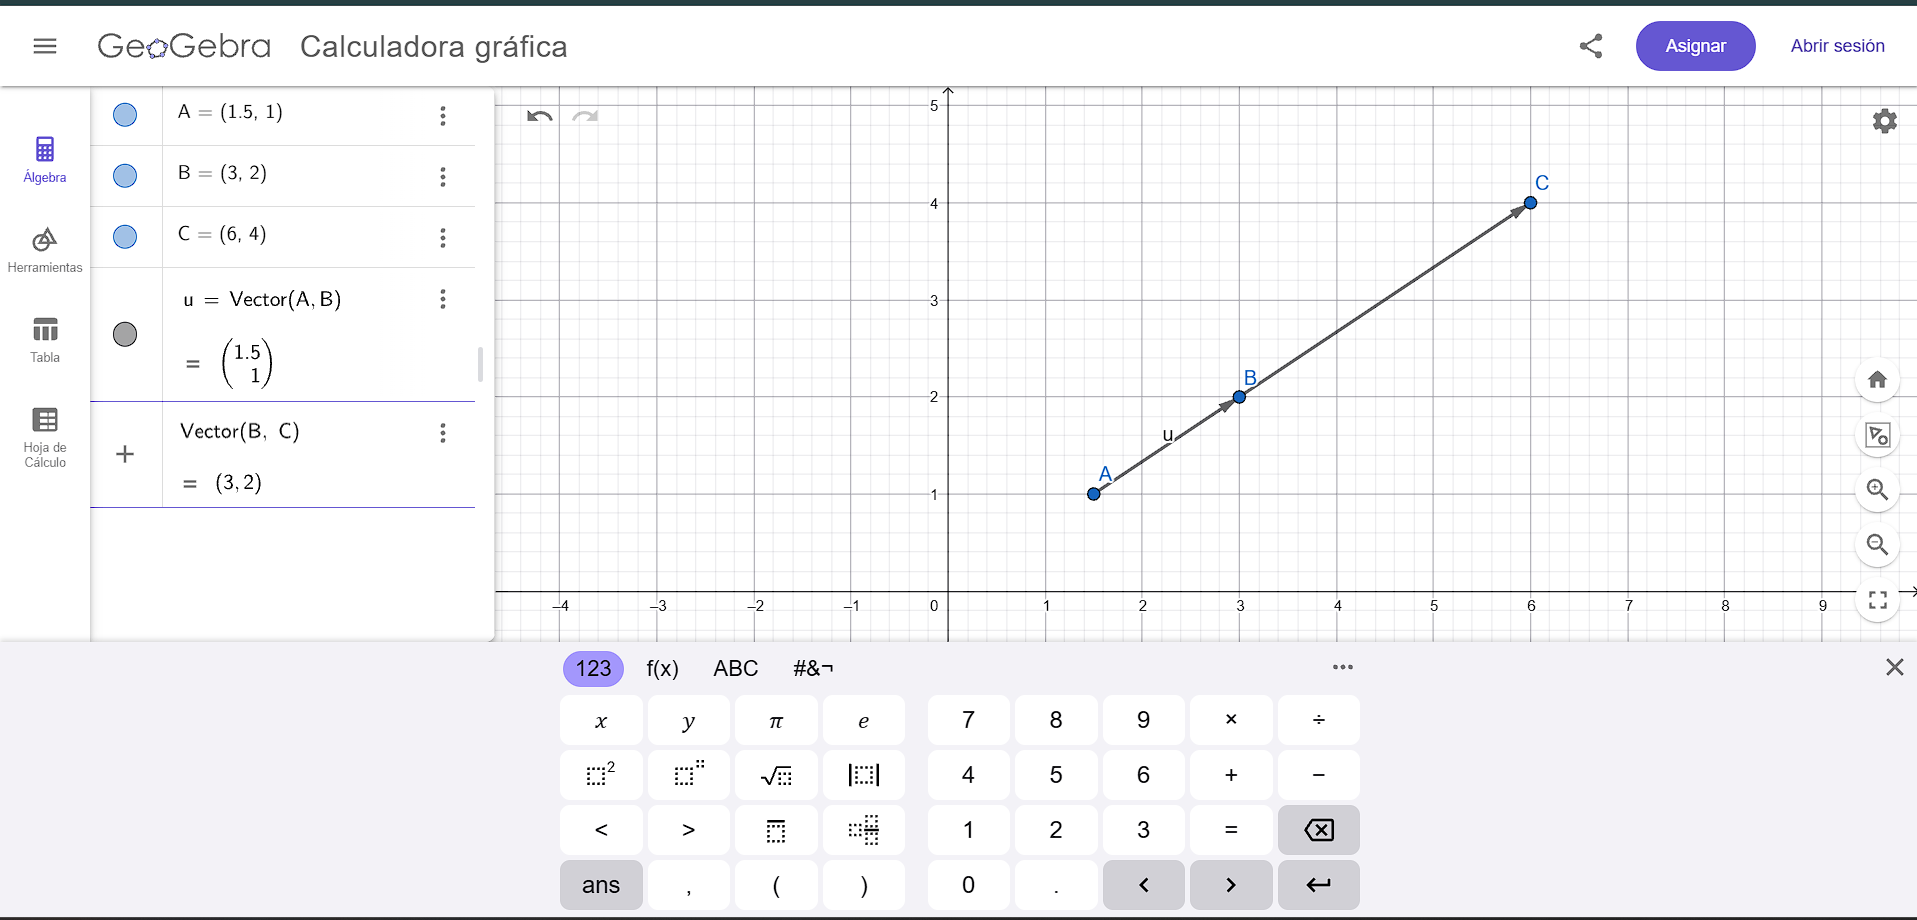 GeoGebra Calculadora gráfica
Asignar
Abrir sesión
Álgebra
Herramientas
Tabla
Hoja de
Cálculo
A = (1.5, 1)
B = (3, 2)
C = (6, 4)
u = Vector(A, B)
= (1.5
1)
Vector(B, C)
= (3, 2)
5
4
3
2
1
C
B
u
A
–4 –3 –2 –1 0 1 2 3 4 5 6 7 8 9
123 f(x) ABC #&¬
x y π e 7 8 9 × ÷
2 √ 4 5 6 + −
< > 1 2 3 =
ans , ( ) 0 . < >